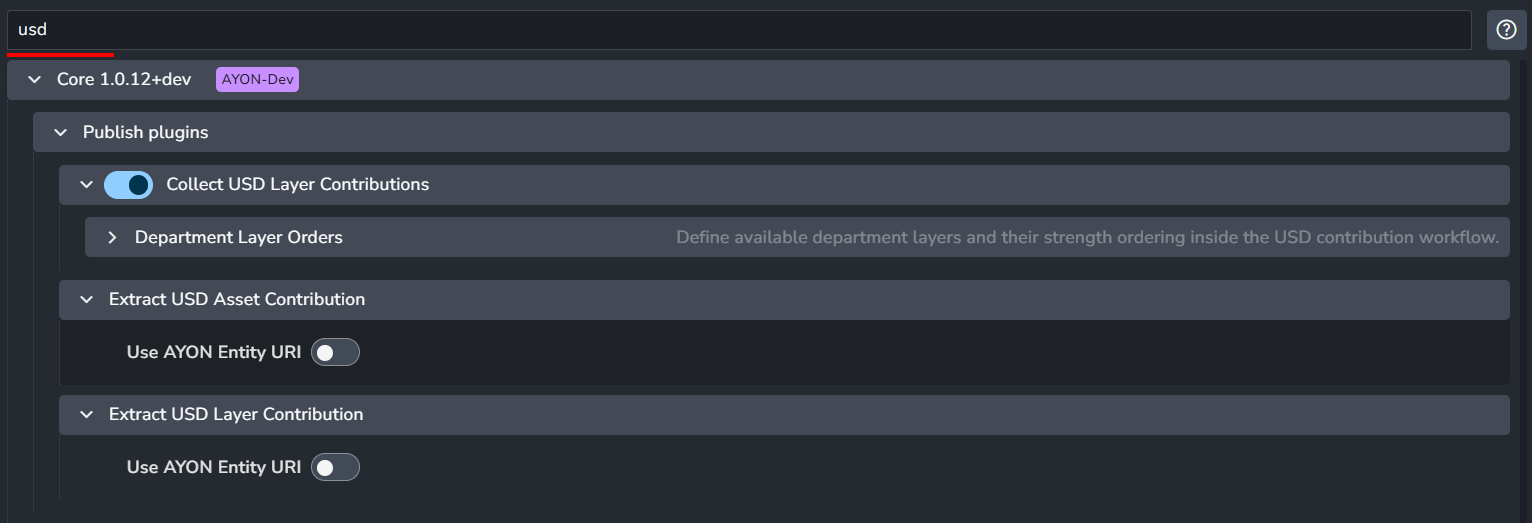 usd
Core 1.0.12+dev AYON-Dev
Publish plugins
Collect USD Layer Contributions
Department Layer Orders Define available department layers and their strength ordering inside the USD contribution workflow.
Extract USD Asset Contribution
Use AYON Entity URI
Extract USD Layer Contribution
Use AYON Entity URI